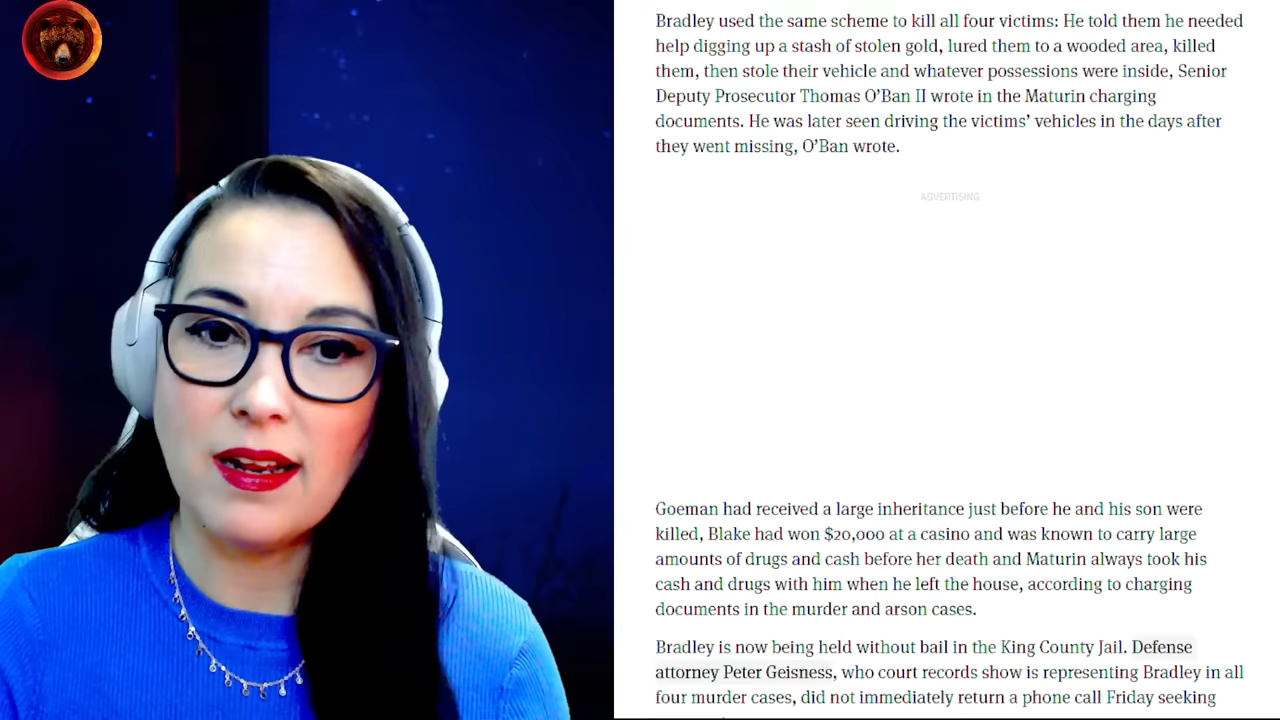 Bradley used the same scheme to kill all four victims: He told them he needed
help digging up a stash of stolen gold, lured them to a wooded area, killed
them, then stole their vehicle and whatever possessions were inside, Senior
Deputy Prosecutor Thomas O’Ban II wrote in the Maturin charging
documents. He was later seen driving the victims’ vehicles in the days after
they went missing, O’Ban wrote.
ADVERTISING
Goeman had received a large inheritance just before he and his son were
killed, Blake had won $20,000 at a casino and was known to carry large
amounts of drugs and cash before her death and Maturin always took his
cash and drugs with him when he left the house, according to charging
documents in the murder and arson cases.
Bradley is now being held without bail in the King County Jail. Defense
attorney Peter Geisness, who court records show is representing Bradley in all
four murder cases, did not immediately return a phone call Friday seeking